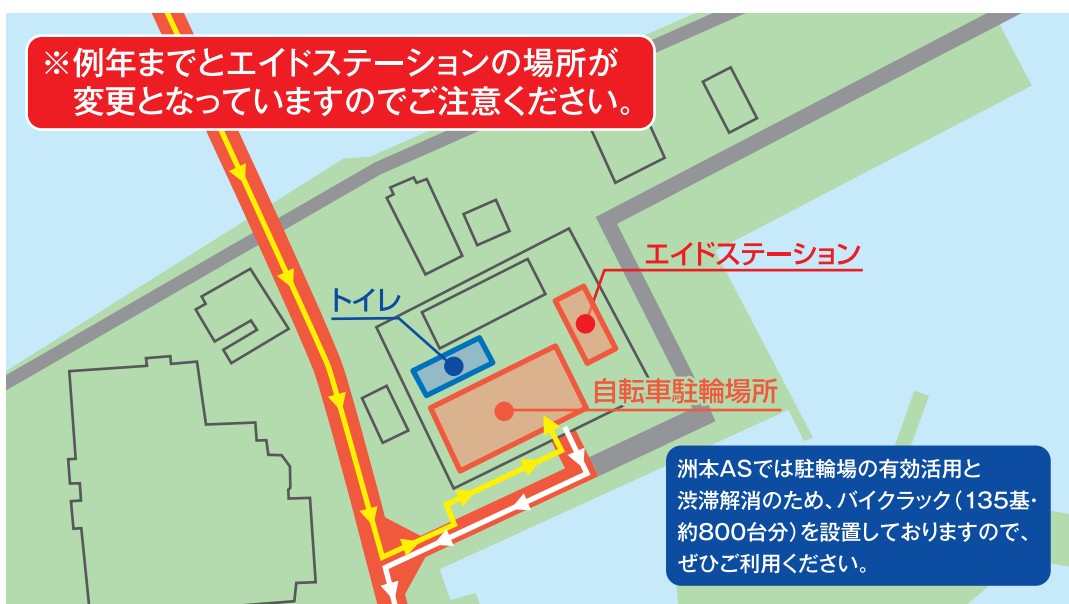 ※例年までとエイドステーションの場所が
変更となっていますのでご注意ください。
エイドステーション
トイレ
自転車駐輪場所
洲本ASでは駐輪場の有効活用と
渋滞解消のため、バイクラック（135基・
約800台分）を設置しておりますので、
ぜひご利用ください。